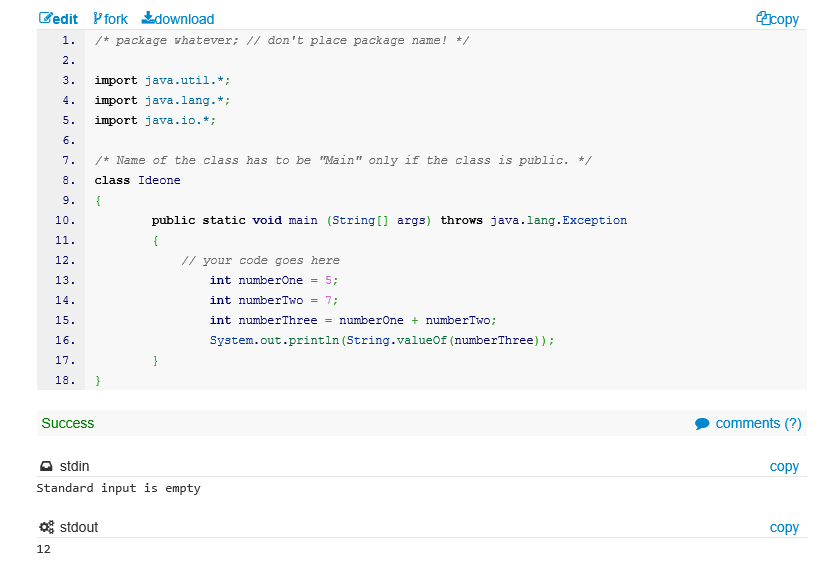 edit fork download copy
1. /* package whatever; // don't place package name! */
2.
3. import java.util.*;
4. import java.lang.*;
5. import java.io.*;
6.
7. /* Name of the class has to be "Main" only if the class is public. */
8. class Ideone
9. {
10. public static void main (String[] args) throws java.lang.Exception
11. {
12. // your code goes here
13. int numberOne = 5;
14. int numberTwo = 7;
15. int numberThree = numberOne + numberTwo;
16. System.out.println(String.valueOf(numberThree));
17. }
18. }
Success comments (?)
stdin copy
Standard input is empty
stdout copy
12